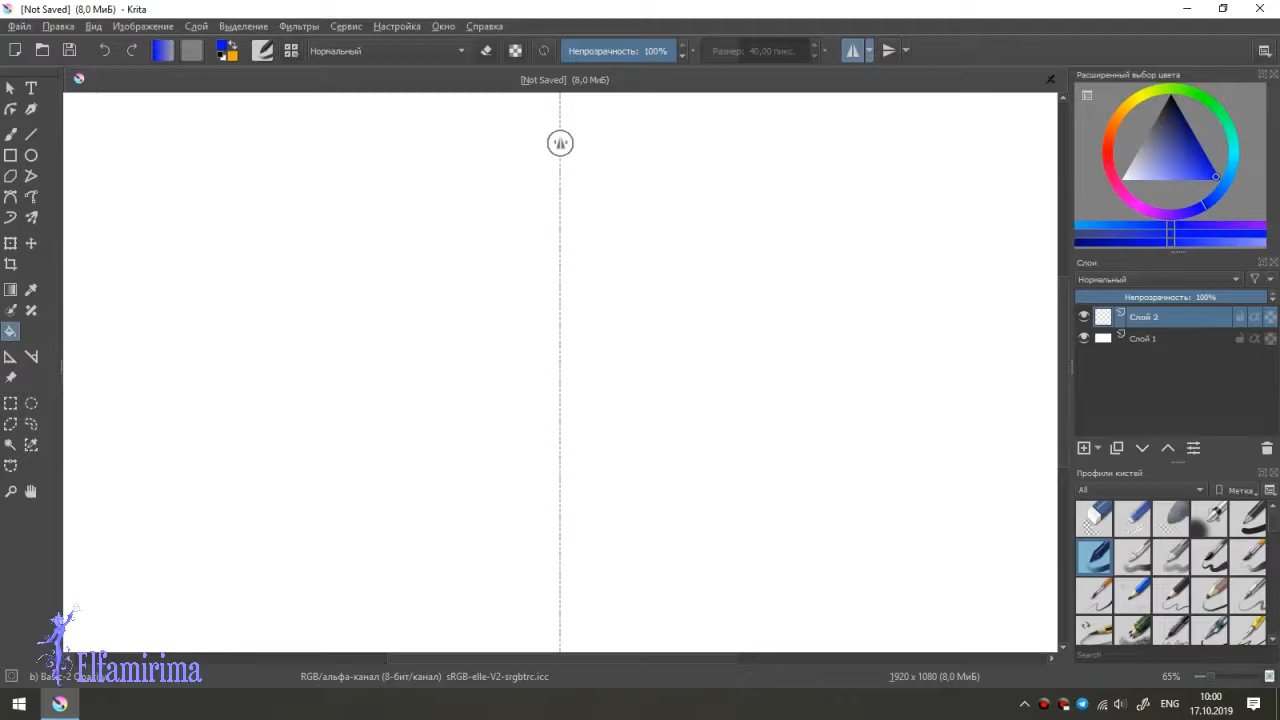 [Not Saved] (8,0 МиБ) - Krita
Файл Правка Вид Изображение Слой Выделение Фильтры Сервис Настройка Окно Справка
Нормальный Непрозрачность: 100% Размер: 40,00 пикс.
[Not Saved] (8,0 МиБ)
Расширенный выбор цвета
Слои
Нормальный
Непрозрачность: 100%
Слой 2
Слой 1
Профили кистей
All Метка
Search
Elfamirima
b) Basic-2 Opacity RGB/альфа-канал (8-бит/канал) sRGB-elle-V2-srgbtrc.icc 1920 x 1080 (8,0 МиБ) 65%
ENG
10:00
17.10.2019